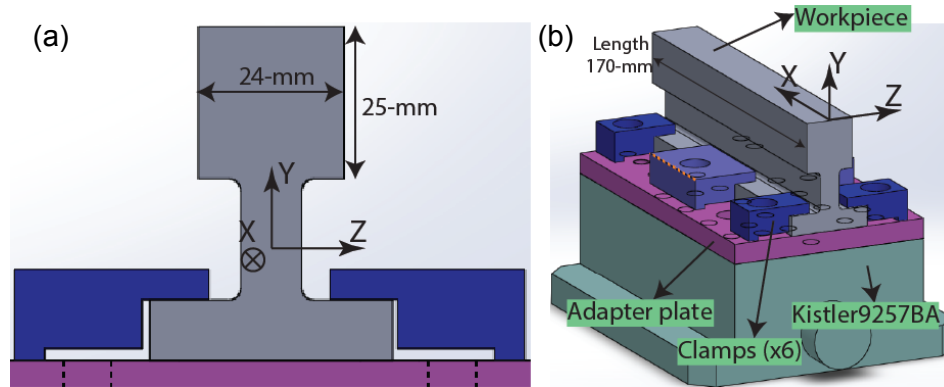 (a)
24-mm
25-mm
Y
X
Z
(b)
Workpiece
Length
170-mm
X
Y
Z
Adapter plate
Kistler9257BA
Clamps (x6)